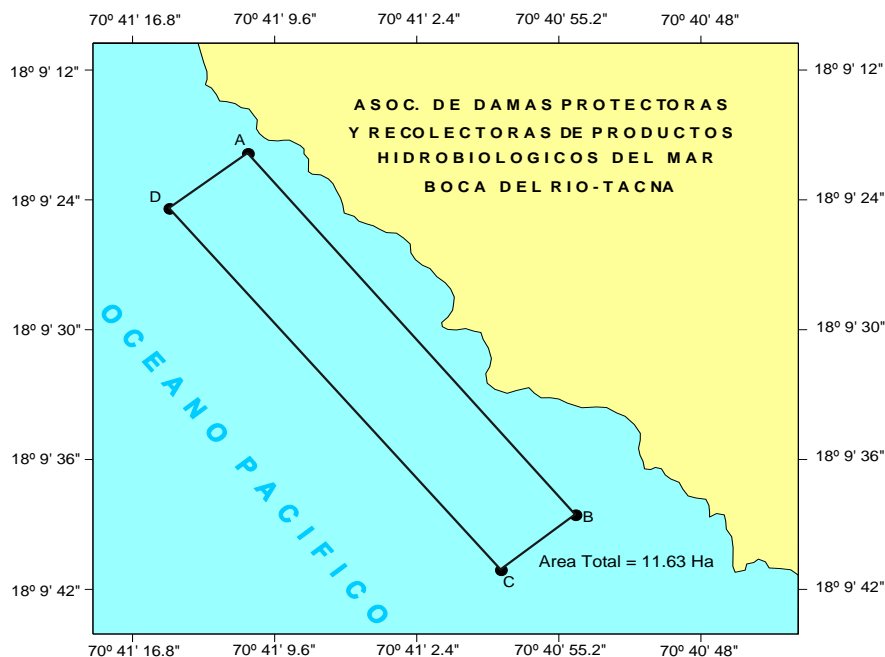 70º 41' 16.8" 70º 41' 9.6" 70º 41' 2.4" 70º 40' 55.2" 70º 40' 48"
18º 9' 12" 18º 9' 12"
ASOC. DE DAMAS PROTECTORAS
Y RECOLECTORAS DE PRODUCTOS
HIDROBIOLOGICOS DEL MAR
BOCA DEL RIO-TACNA
A
D
18º 9' 24" 18º 9' 24"
18º 9' 30" 18º 9' 30"
OCEANO PACIFICO
18º 9' 36" 18º 9' 36"
B
Area Total = 11.63 Ha
C
18º 9' 42" 18º 9' 42"
70º 41' 16.8" 70º 41' 9.6" 70º 41' 2.4" 70º 40' 55.2" 70º 40' 48"